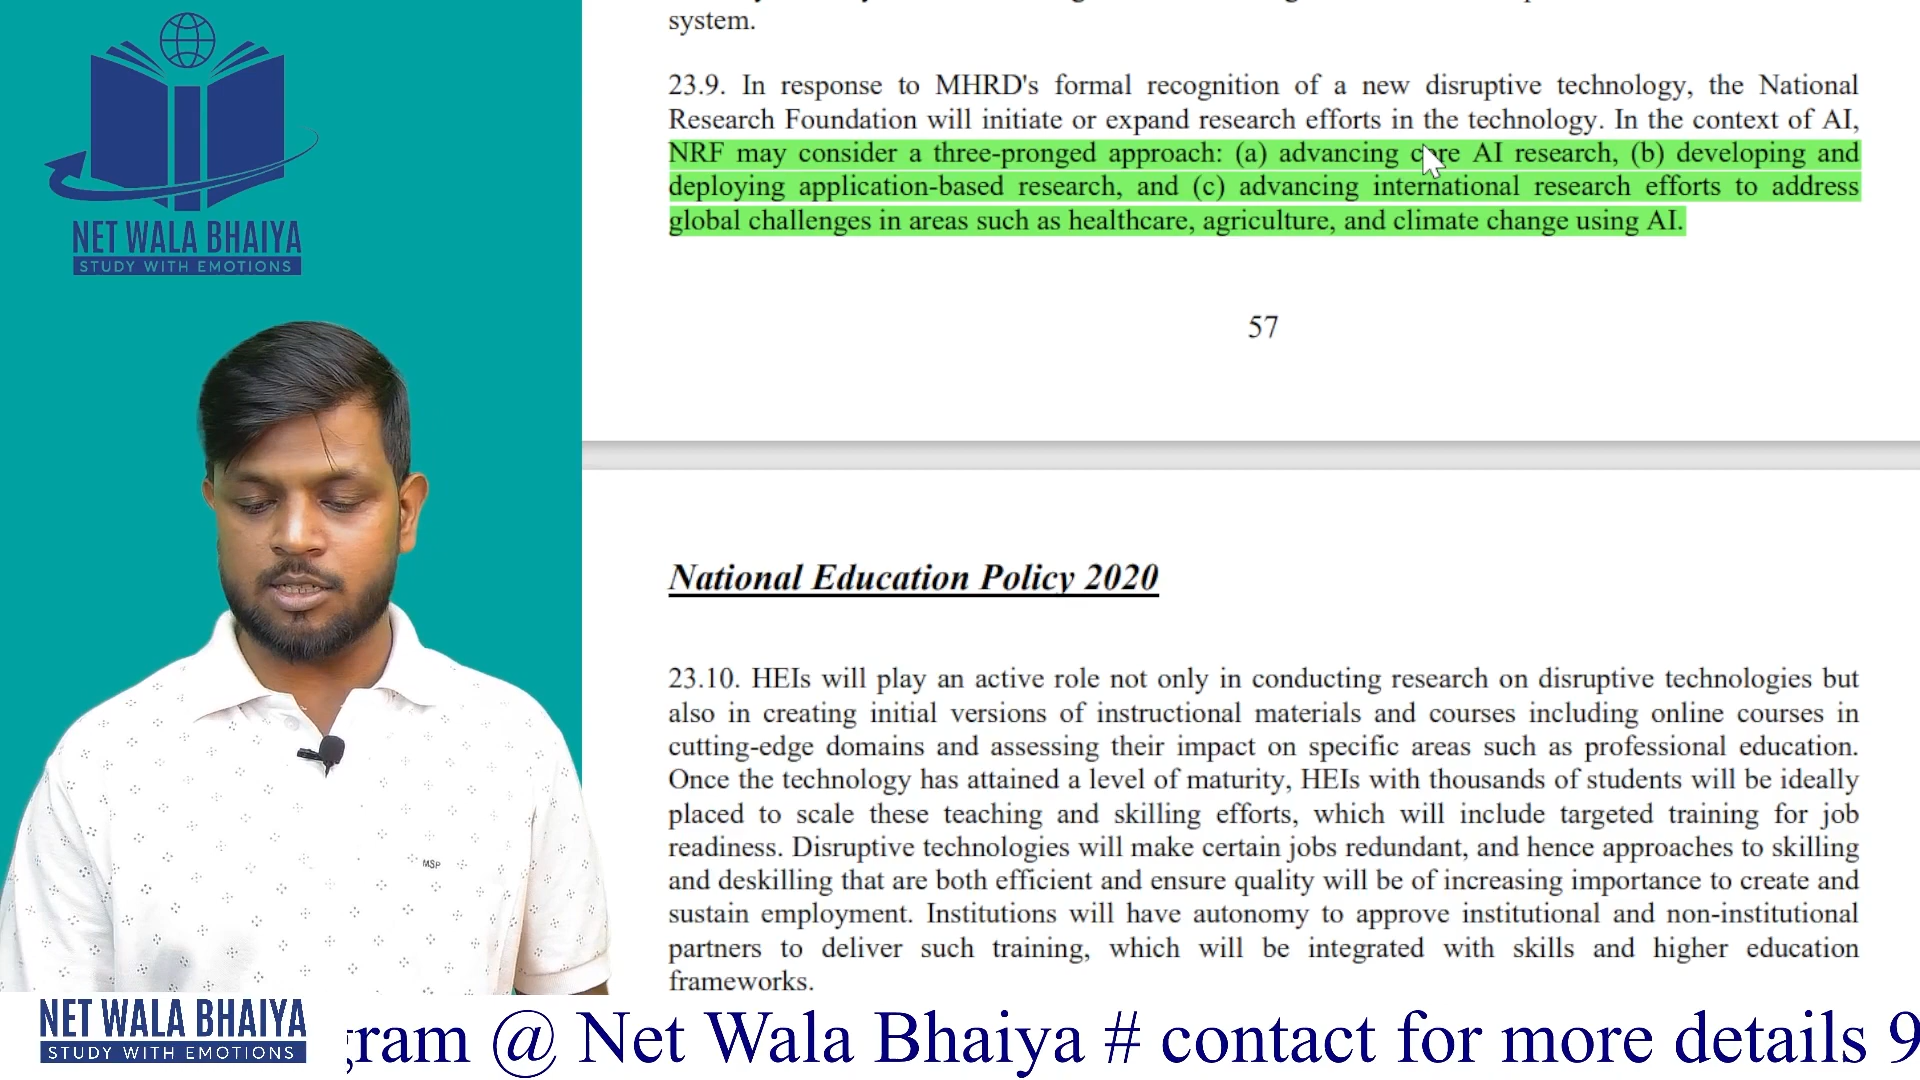 NET WALA BHAIYA
STUDY WITH EMOTIONS
system.
23.9. In response to MHRD's formal recognition of a new disruptive technology, the National
Research Foundation will initiate or expand research efforts in the technology. In the context of AI,
NRF may consider a three-pronged approach: (a) advancing core AI research, (b) developing and
deploying application-based research, and (c) advancing international research efforts to address
global challenges in areas such as healthcare, agriculture, and climate change using AI.
57
National Education Policy 2020
23.10. HEIs will play an active role not only in conducting research on disruptive technologies but
also in creating initial versions of instructional materials and courses including online courses in
cutting-edge domains and assessing their impact on specific areas such as professional education.
Once the technology has attained a level of maturity, HEIs with thousands of students will be ideally
placed to scale these teaching and skilling efforts, which will include targeted training for job
readiness. Disruptive technologies will make certain jobs redundant, and hence approaches to skilling
and deskilling that are both efficient and ensure quality will be of increasing importance to create and
sustain employment. Institutions will have autonomy to approve institutional and non-institutional
partners to deliver such training, which will be integrated with skills and higher education
frameworks.
MSP
NET WALA BHAIYA
STUDY WITH EMOTIONS
gram @ Net Wala Bhaiya # contact for more details 9